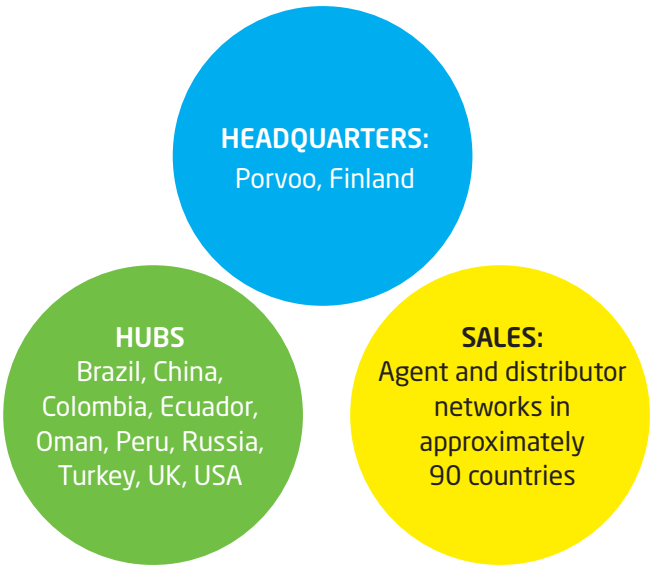 HEADQUARTERS:
Porvoo, Finland
HUBS
Brazil, China,
Colombia, Ecuador,
Oman, Peru, Russia,
Turkey, UK, USA
SALES:
Agent and distributor
networks in
approximately
90 countries